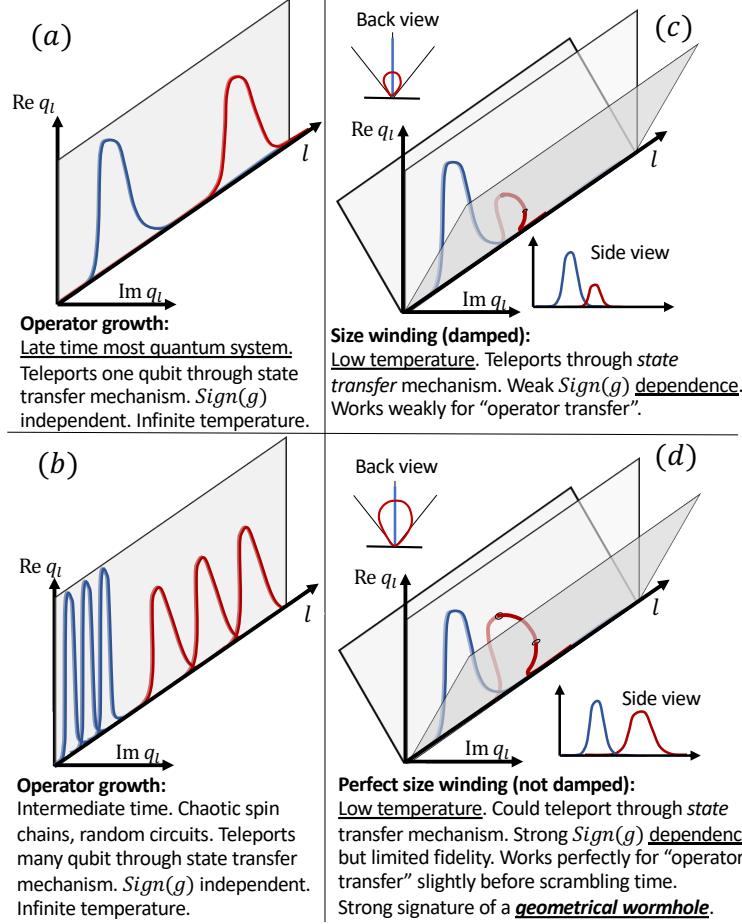 (a)
Re q_l
l
Im q_l
Operator growth:
Late time most quantum system.
Teleports one qubit through state
transfer mechanism. Sign(g)
independent. Infinite temperature.
Back view
(c)
Re q_l
l
Side view
Im q_l
Size winding (damped):
Low temperature. Teleports through state
transfer mechanism. Weak Sign(g) dependence.
Works weakly for “operator transfer”.
(b)
Re q_l
l
Im q_l
Operator growth:
Intermediate time. Chaotic spin
chains, random circuits. Teleports
many qubit through state transfer
mechanism. Sign(g) independent.
Infinite temperature.
Back view
(d)
Re q_l
l
Side view
Im q_l
Perfect size winding (not damped):
Low temperature. Could teleport through state
transfer mechanism. Strong Sign(g) dependenc
but limited fidelity. Works perfectly for “operator
transfer” slightly before scrambling time.
Strong signature of a geometrical wormhole.